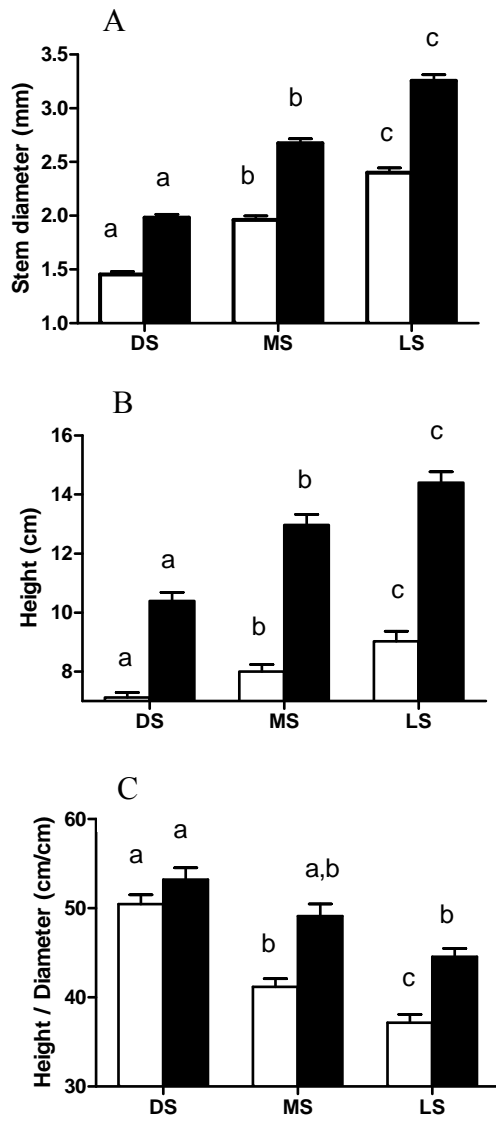 A
Stem diameter (mm)
3.5
3.0
2.5
2.0
1.5
1.0
a
a
b
b
c
c
DS
MS
LS
B
Height (cm)
16
14
12
10
8
a
a
b
b
c
c
DS
MS
LS
C
Height / Diameter (cm/cm)
60
50
40
30
a
a
b
a,b
c
b
DS
MS
LS